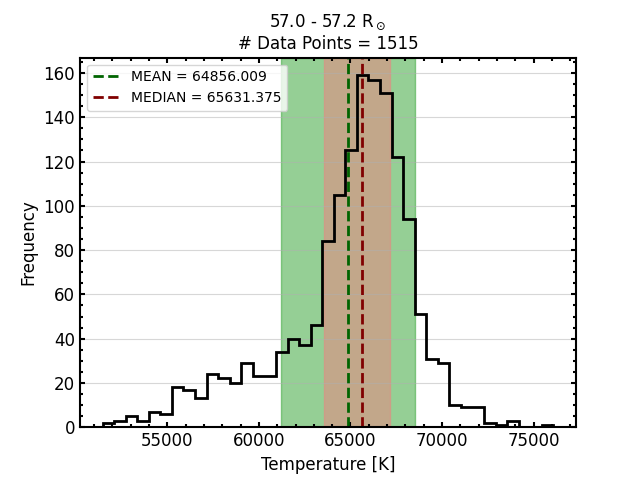 57.0 - 57.2 R⊙
# Data Points = 1515
MEAN = 64856.009
MEDIAN = 65631.375
160
140
120
100
80
60
40
20
0
Frequency
55000 60000 65000 70000 75000
Temperature [K]